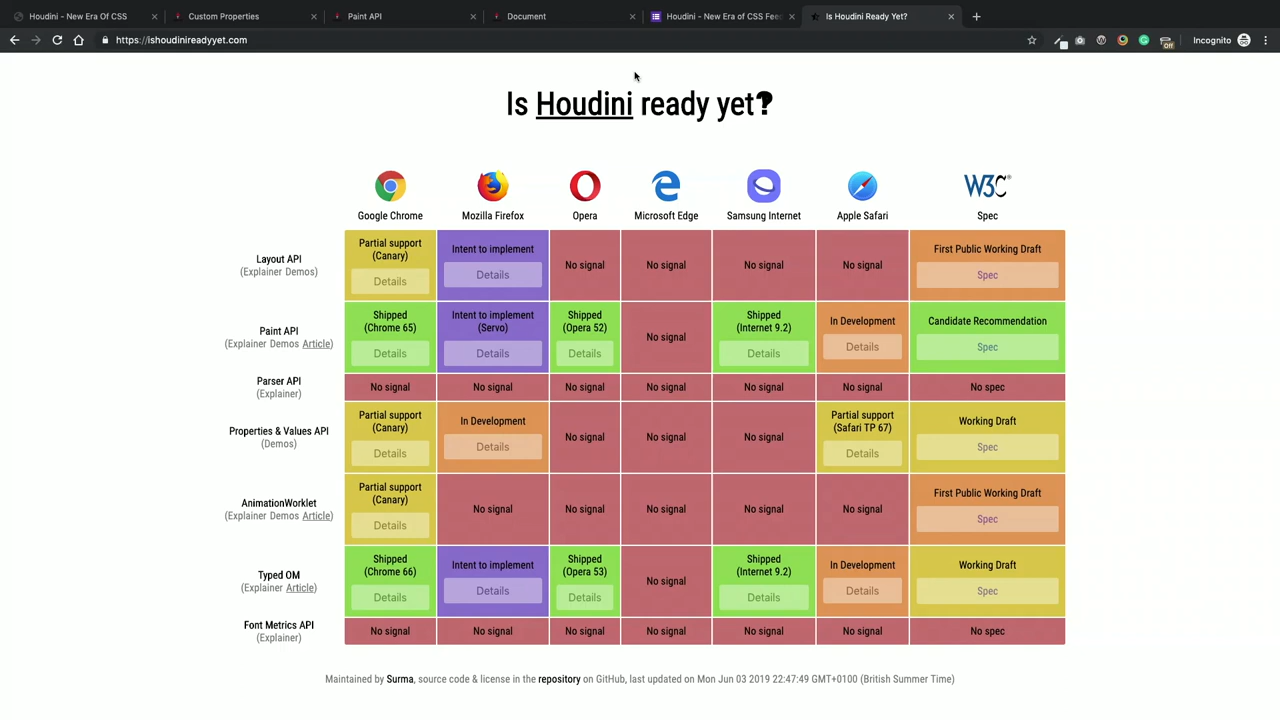 Houdini - New Era Of CSS
Custom Properties
Paint API
Document
Houdini - New Era of CSS Fee
Is Houdini Ready Yet?
https://ishoudinireadyyet.com
Off
Incognito
Is Houdini ready yet?
W3C®
Google Chrome Mozilla Firefox Opera Microsoft Edge Samsung Internet Apple Safari Spec
Layout API
(Explainer Demos)
Partial support
(Canary)
Details
Intent to implement
Details
No signal
No signal
No signal
No signal
First Public Working Draft
Spec
Paint API
(Explainer Demos Article)
Shipped
(Chrome 65)
Details
Intent to implement
(Servo)
Details
Shipped
(Opera 52)
Details
No signal
Shipped
(Internet 9.2)
Details
In Development
Details
Candidate Recommendation
Spec
Parser API
(Explainer)
No signal
No signal
No signal
No signal
No signal
No signal
No spec
Properties & Values API
(Demos)
Partial support
(Canary)
Details
In Development
Details
No signal
No signal
No signal
Partial support
(Safari TP 67)
Details
Working Draft
Spec
AnimationWorklet
(Explainer Demos Article)
Partial support
(Canary)
Details
No signal
No signal
No signal
No signal
No signal
First Public Working Draft
Spec
Typed OM
(Explainer Article)
Shipped
(Chrome 66)
Details
Intent to implement
Details
Shipped
(Opera 53)
Details
No signal
Shipped
(Internet 9.2)
Details
In Development
Details
Working Draft
Spec
Font Metrics API
(Explainer)
No signal
No signal
No signal
No signal
No signal
No signal
No spec
Maintained by Surma, source code & license in the repository on GitHub, last updated on Mon Jun 03 2019 22:47:49 GMT+0100 (British Summer Time)